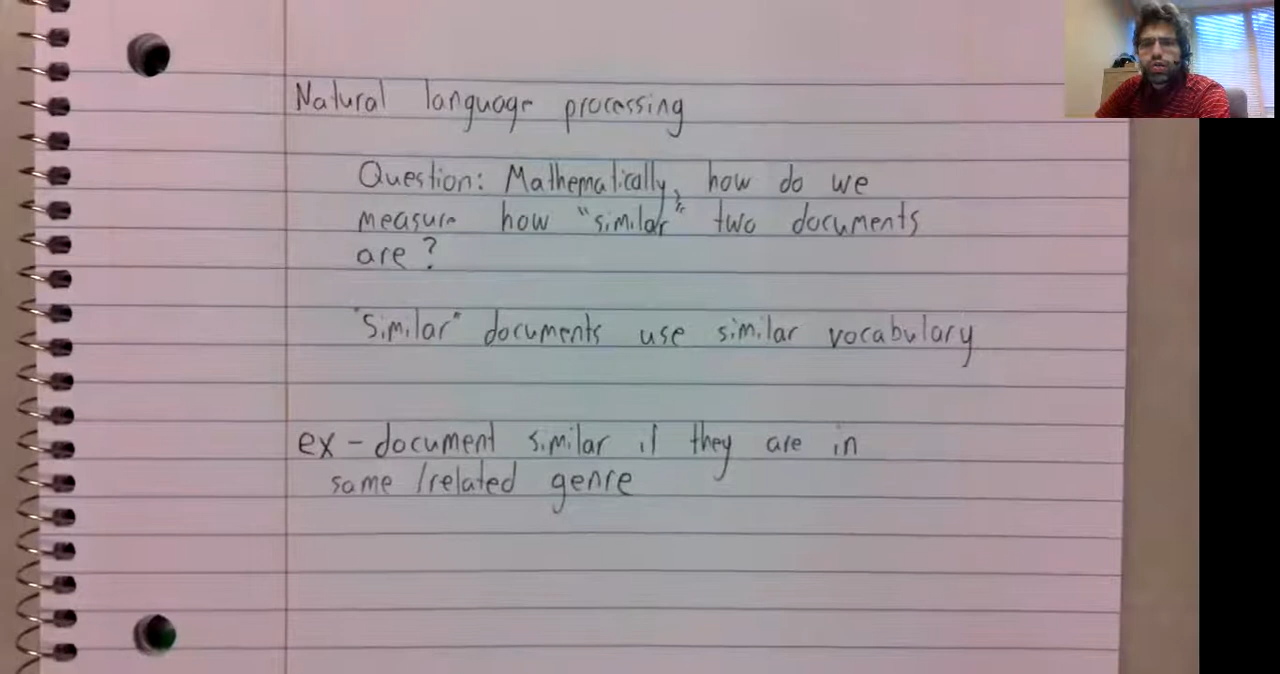 Natural language processing
Question: Mathematically, how do we
measure how "similar" two documents
are?
"Similar" documents use similar vocabulary
ex - document similar if they are in
same / related genre